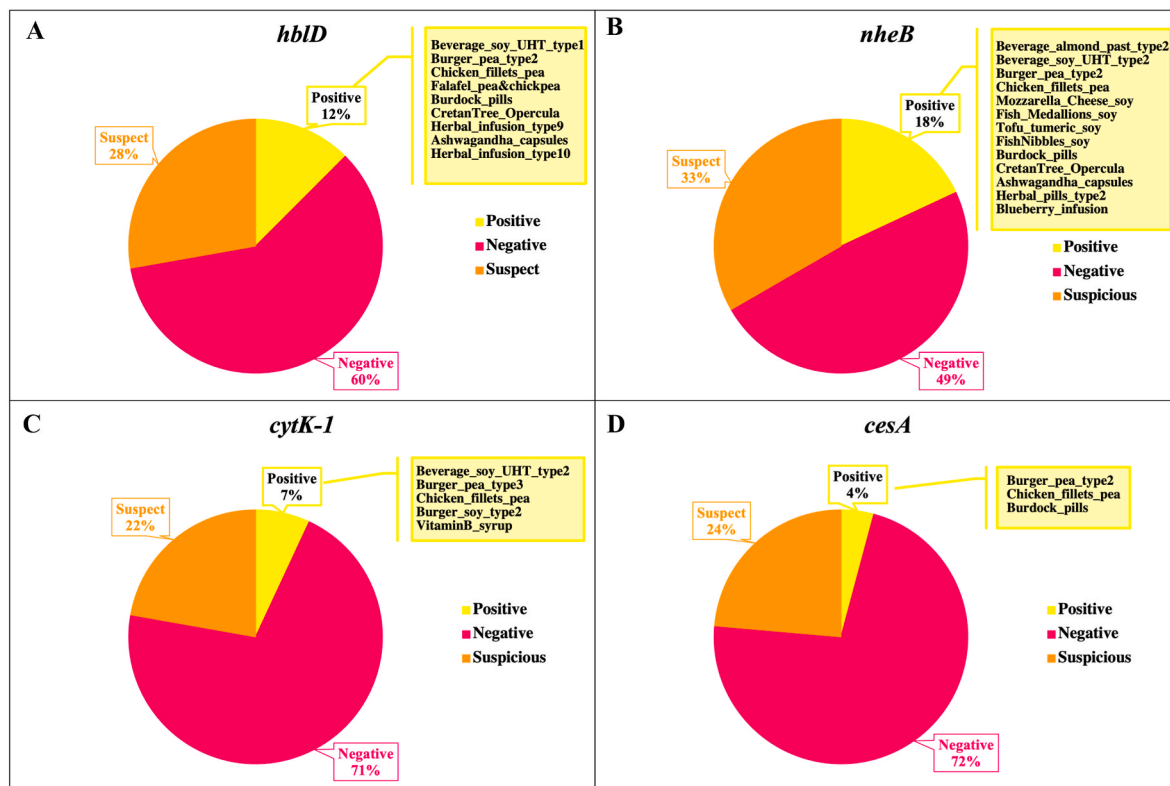 A
hblD
Beverage_soy_UHT_type1
Burger_pea_type2
Chicken_fillets_pea
Falafel_pea&chickpea
Burdock_pills
CretanTree_Opercula
Herbal_infusion_type9
Ashwagandha_capsules
Herbal_infusion_type10
Positive
12%
Suspect
28%
Positive
Negative
Suspect
Negative
60%
B
nheB
Beverage_almond_past_type2
Beverage_soy_UHT_type2
Burger_pea_type2
Chicken_fillets_pea
Mozzarella_Cheese_soy
Fish_Medallions_soy
Tofu_tumeric_soy
FishNibbles_soy
Burdock_pills
CretanTree_Opercula
Ashwagandha_capsules
Herbal_pills_type2
Blueberry_infusion
Positive
18%
Suspect
33%
Positive
Negative
Suspicious
Negative
49%
C
cytK-1
Beverage_soy_UHT_type2
Burger_pea_type3
Chicken_fillets_pea
Burger_soy_type2
VitaminB_syrup
Positive
7%
Suspect
22%
Positive
Negative
Suspicious
Negative
71%
D
cesA
Burger_pea_type2
Chicken_fillets_pea
Burdock_pills
Positive
4%
Suspect
24%
Positive
Negative
Suspicious
Negative
72%